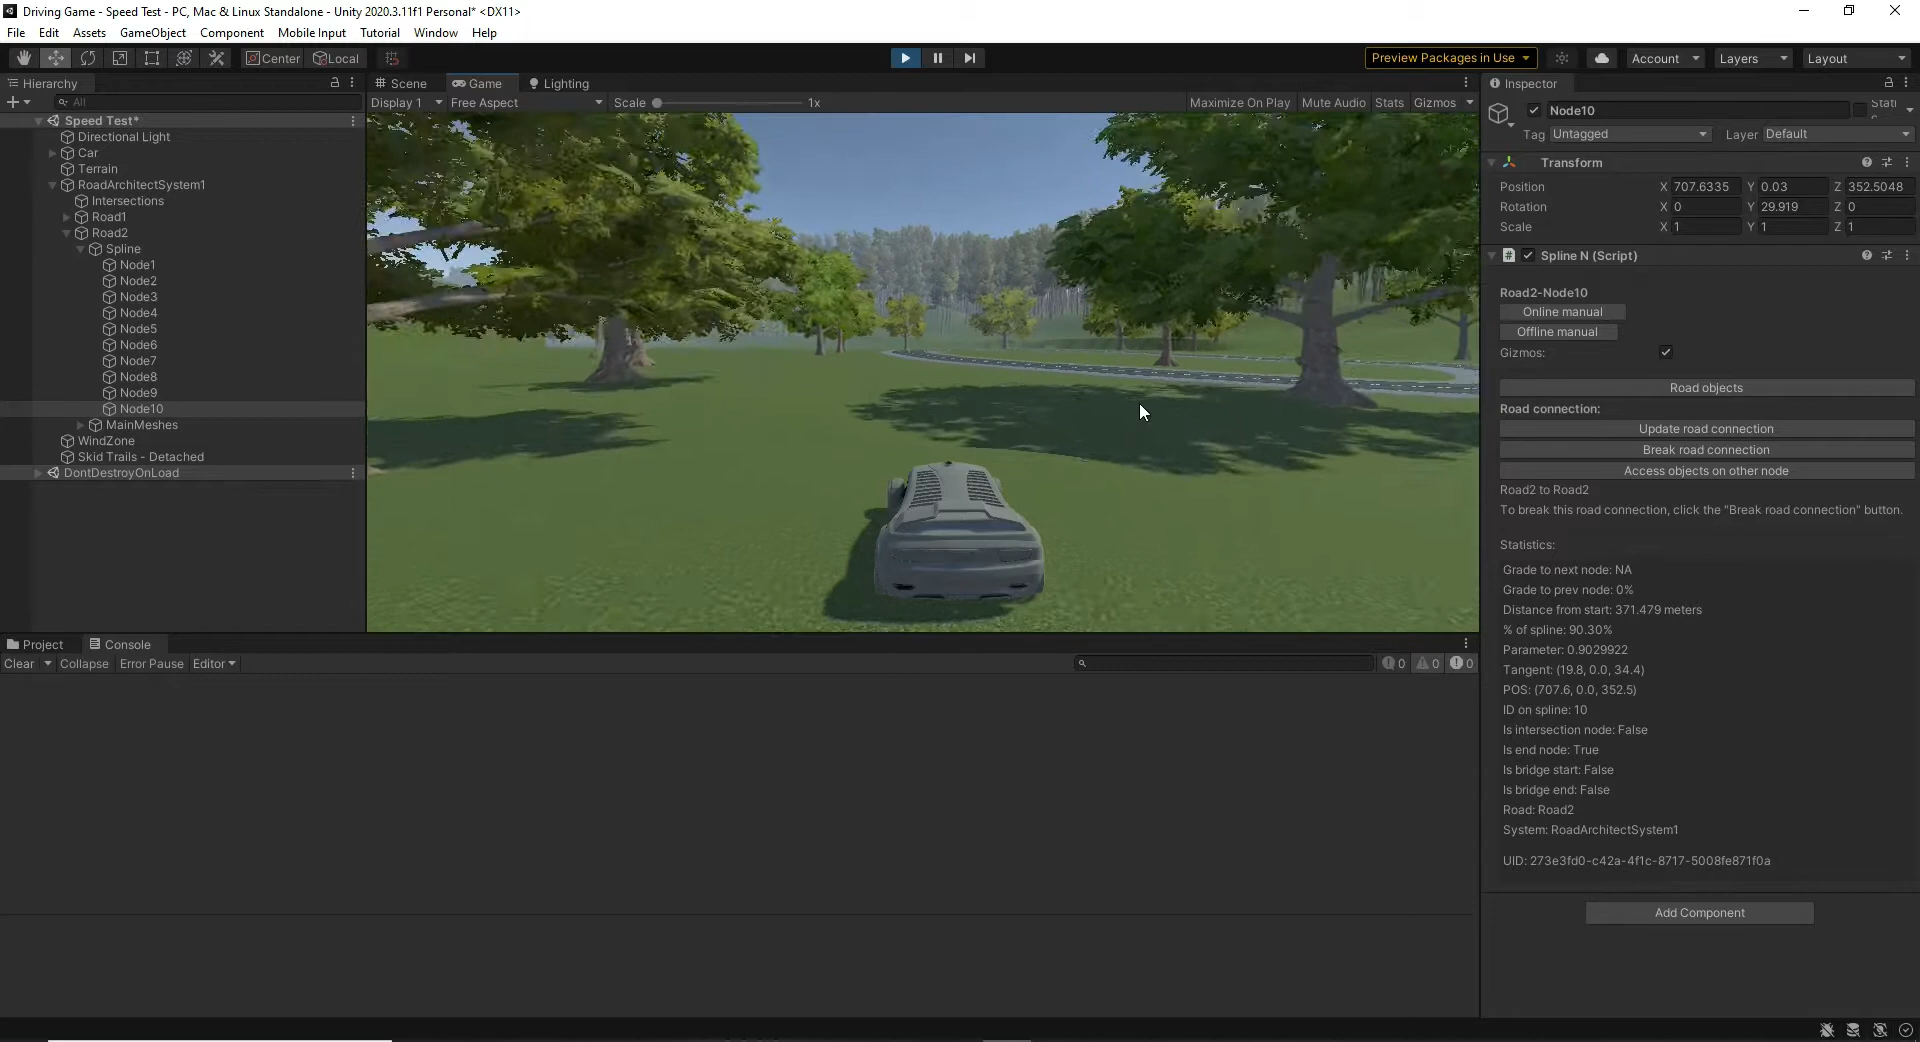 Driving Game - Speed Test - PC, Mac & Linux Standalone - Unity 2020.3.11f1 Personal* <DX11>
File Edit Assets GameObject Component Mobile Input Tutorial Window Help
Center Local Preview Packages in Use Account Layers Layout
Hierarchy
All
Speed Test*
Directional Light
Car
Terrain
RoadArchitectSystem1
Intersections
Road1
Road2
Spline
Node1
Node2
Node3
Node4
Node5
Node6
Node7
Node8
Node9
Node10
MainMeshes
WindZone
Skid Trails - Detached
DontDestroyOnLoad
Scene Game Lighting
Display 1 Free Aspect Scale 1x Maximize On Play Mute Audio Stats Gizmos
Project Console
Clear Collapse Error Pause Editor 0 0 0
Inspector
Node10 Stati
Tag Untagged Layer Default
Transform
Position X 707.6335 Y 0.03 Z 352.5048
Rotation X 0 Y 29.919 Z 0
Scale X 1 Y 1 Z 1
Spline N (Script)
Road2-Node10
Online manual
Offline manual
Gizmos:
Road objects
Road connection:
Update road connection
Break road connection
Access objects on other node
Road2 to Road2
To break this road connection, click the "Break road connection" button.
Statistics:
Grade to next node: NA
Grade to prev node: 0%
Distance from start: 371.479 meters
% of spline: 90.30%
Parameter: 0.9029922
Tangent: (19.8, 0.0, 34.4)
POS: (707.6, 0.0, 352.5)
ID on spline: 10
Is intersection node: False
Is end node: True
Is bridge start: False
Is bridge end: False
Road: Road2
System: RoadArchitectSystem1
UID: 273e3fd0-c42a-4f1c-8717-5008fe871f0a
Add Component